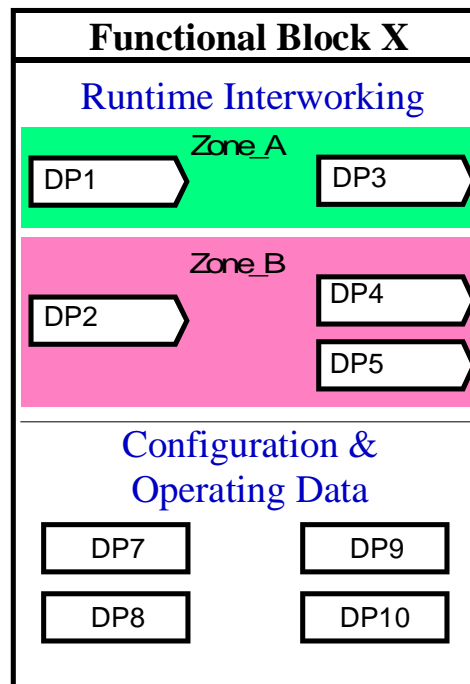 Functional Block X
Runtime Interworking
Zone_A
DP1
DP3
Zone_B
DP2
DP4
DP5
Configuration &
Operating Data
DP7
DP9
DP8
DP10